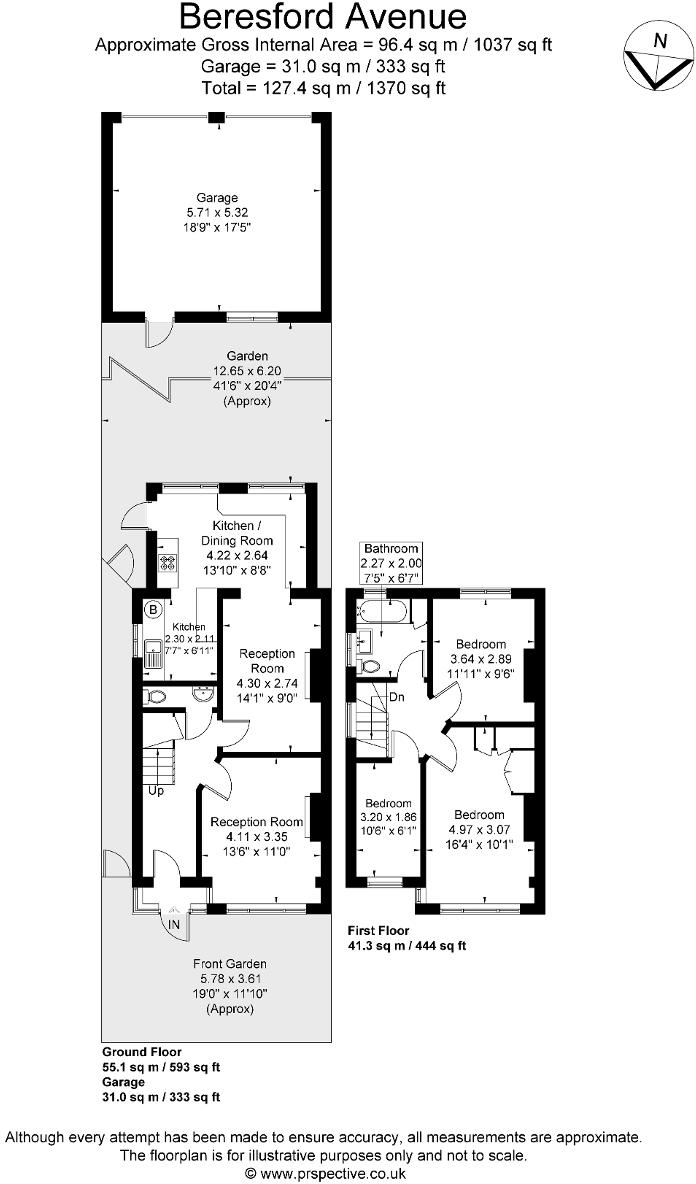 Beresford Avenue
Approximate Gross Internal Area = 96.4 sq m / 1037 sq ft
Garage = 31.0 sq m / 333 sq ft
Total = 127.4 sq m / 1370 sq ft
N
Garage
5.71 x 5.32
18'9" x 17'5"
Garden
12.65 x 6.20
41'6" x 20'4"
(Approx)
Kitchen /
Dining Room
4.22 x 2.64
13'10" x 8'8"
B
Kitchen
2.30 x 2.11
7'7" x 6'11"
Reception
Room
4.30 x 2.74
14'1" x 9'0"
Up
Reception Room
4.11 x 3.35
13'6" x 11'0"
IN
Front Garden
5.78 x 3.61
19'0" x 11'10"
(Approx)
Ground Floor
55.1 sq m / 593 sq ft
Garage
31.0 sq m / 333 sq ft
Bathroom
2.27 x 2.00
7'5" x 6'7"
Bedroom
3.64 x 2.89
11'11" x 9'6"
Dn
Bedroom
3.20 x 1.86
10'6" x 6'1"
Bedroom
4.97 x 3.07
16'4" x 10'1"
First Floor
41.3 sq m / 444 sq ft
Although every attempt has been made to ensure accuracy, all measurements are approximate.
The floorplan is for illustrative purposes only and not to scale.
© www.prspective.co.uk